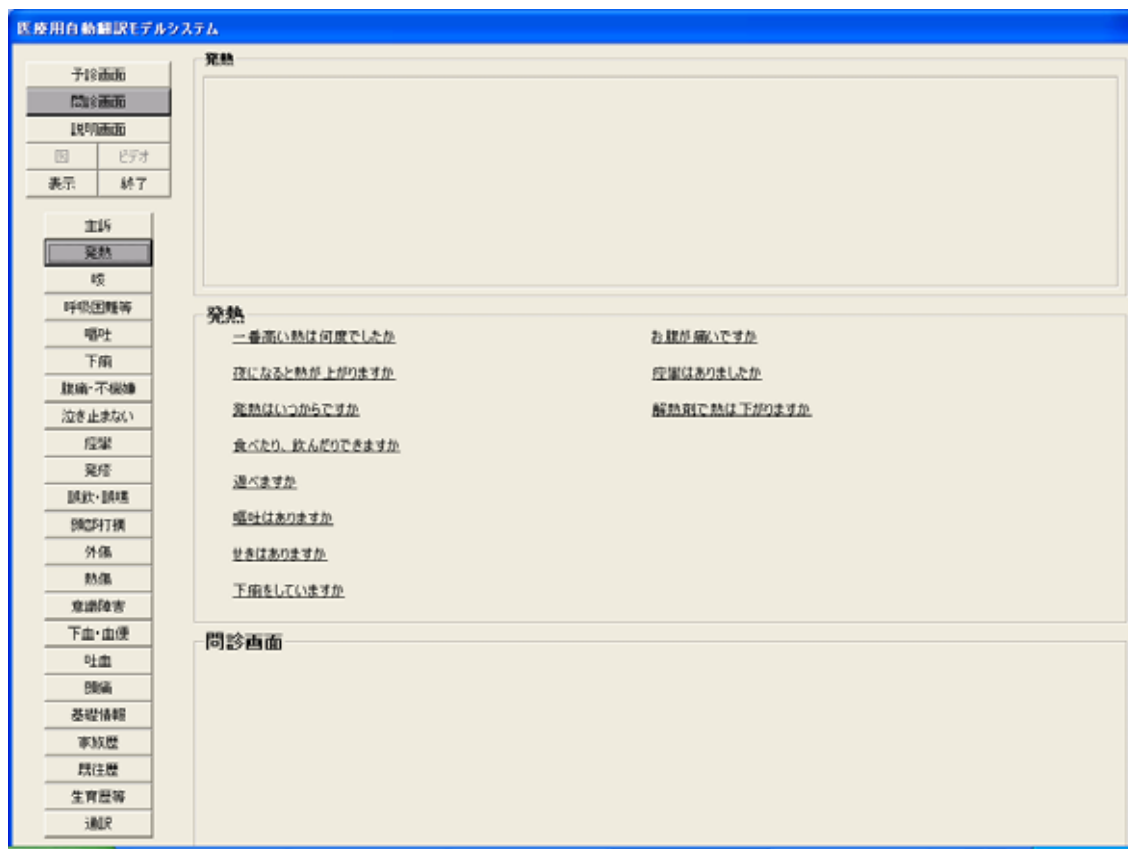 医療用自動翻訳モデルシステム
予診画面
問診画面
説明画面
図 ビデオ
表示 終了
主訴
発熱
咳
呼吸困難等
嘔吐
下痢
腹痛・不機嫌
泣き止まない
痙攣
発疹
誤飲・誤嚥
頭部打撲
外傷
熱傷
意識障害
下血・血便
吐血
頭痛
基礎情報
家族歴
既往歴
生育歴等
通訳
発熱
発熱
一番高い熱は何度でしたか
夜になると熱が上がりますか
発熱はいつからですか
食べたり、飲んだりできますか
遊べますか
嘔吐はありますか
せきはありますか
下痢をしていますか
お腹が痛いですか
痙攣はありましたか
解熱剤で熱は下がりますか
問診画面